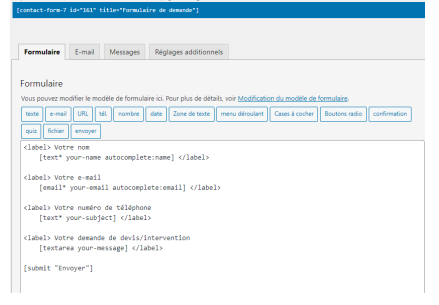 [contact-form-7 id="161" title="Formulaire de demande"]
Formulaire E-mail Messages Réglages additionnels
Formulaire
Vous pouvez modifier le modèle de formulaire ici. Pour plus de détails, voir Modification du modèle de formulaire.
texte e-mail URL tél. nombre date Zone de texte menu déroulant Cases à cocher Boutons radio confirmation
quiz fichier envoyer
<label> Votre nom
[text* your-name autocomplete:name] </label>
<label> Votre e-mail
[email* your-email autocomplete:email] </label>
<label> Votre numéro de téléphone
[text* your-subject] </label>
<label> Votre demande de devis/intervention
[textarea your-message] </label>
[submit "Envoyer"]